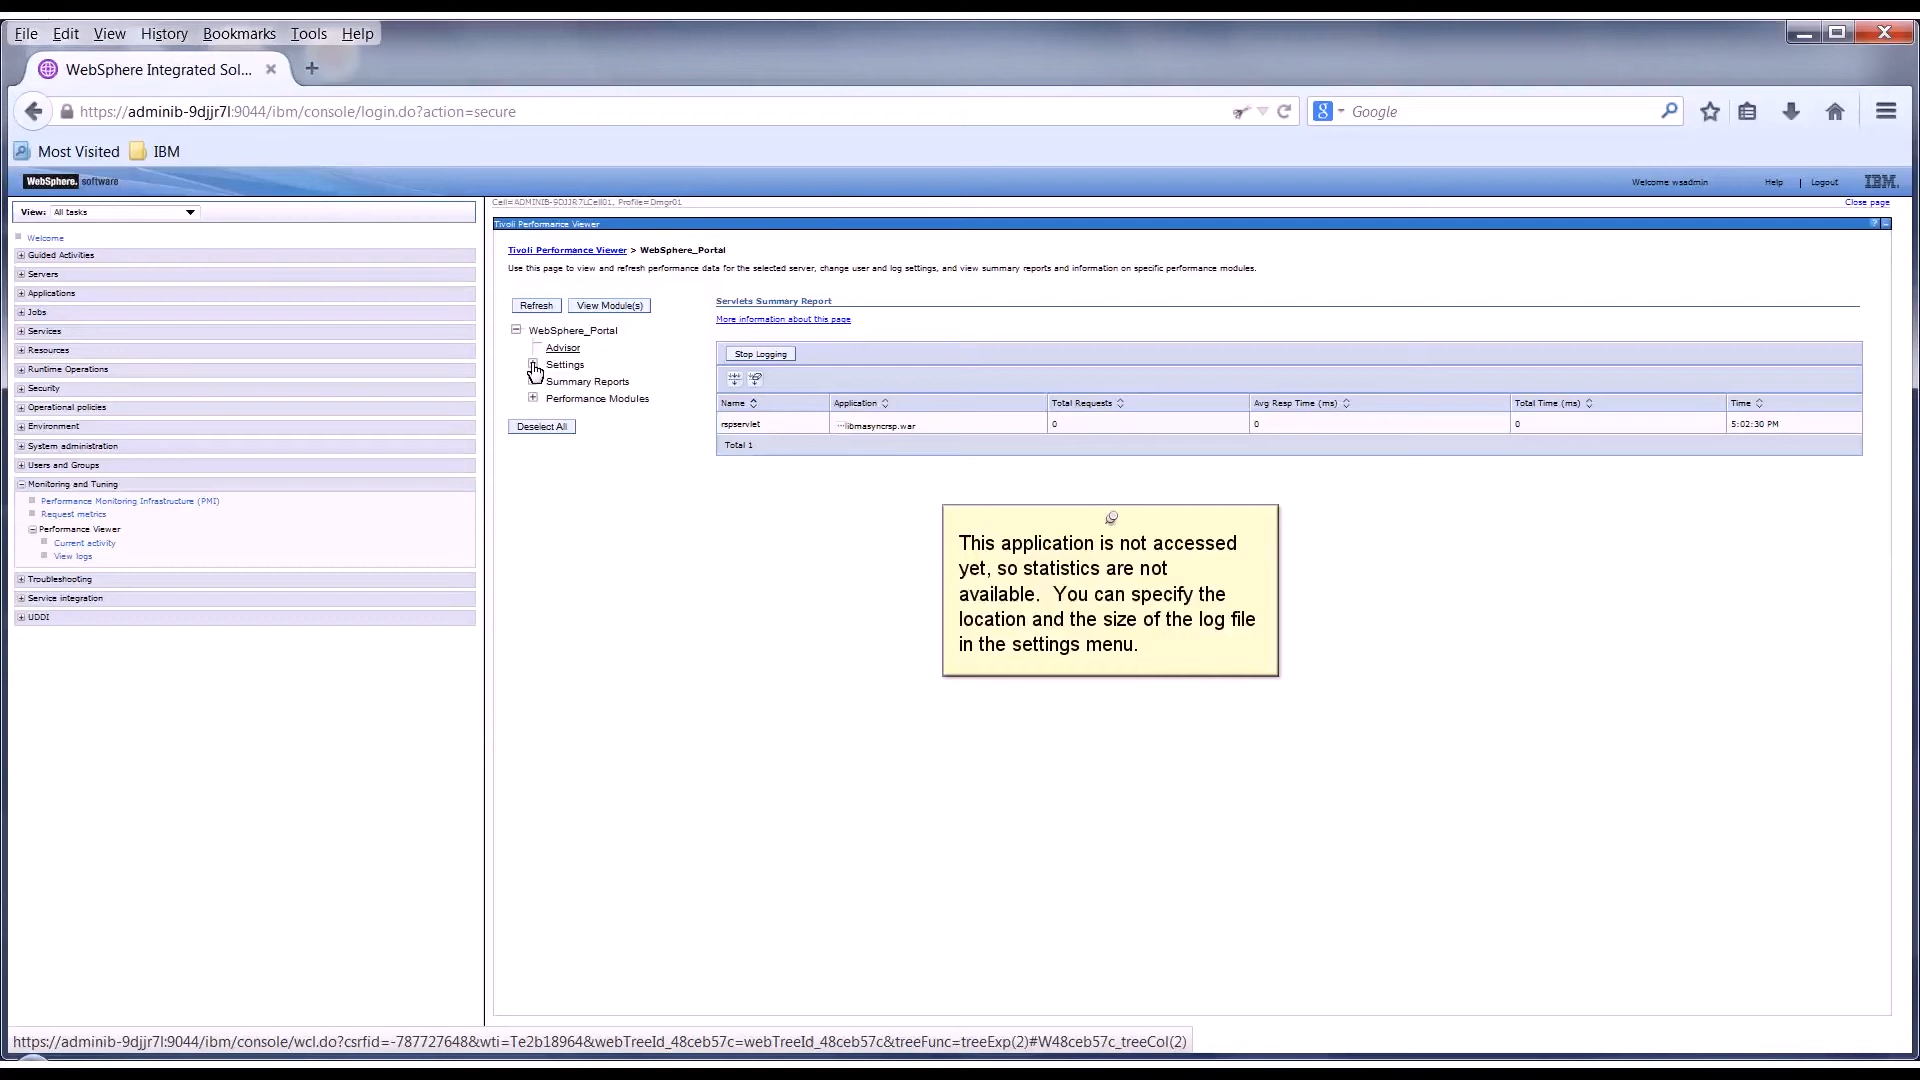 File Edit View History Bookmarks Tools Help
WebSphere Integrated Sol...
https://adminib-9djjr7l:9044/ibm/console/login.do?action=secure
Google
Most Visited IBM
WebSphere. software
Welcome wsadmin Help | Logout IBM.
View: All tasks
Cell=ADMINIB-9DJJR7LCell01, Profile=Dmgr01
Close page
Welcome
Guided Activities
Servers
Applications
Jobs
Services
Resources
Runtime Operations
Security
Operational policies
Environment
System administration
Users and Groups
Monitoring and Tuning
Performance Monitoring Infrastructure (PMI)
Request metrics
Performance Viewer
Current activity
View logs
Troubleshooting
Service integration
UDDI
Tivoli Performance Viewer
Tivoli Performance Viewer > WebSphere_Portal
Use this page to view and refresh performance data for the selected server, change user and log settings, and view summary reports and information on specific performance modules.
Refresh View Module(s)
WebSphere_Portal
Advisor
Settings
Summary Reports
Performance Modules
Deselect All
Servlets Summary Report
More information about this page
Stop Logging
Name Application Total Requests Avg Resp Time (ms) Total Time (ms) Time
rspservlet ···libmasyncrsp.war 0 0 0 5:02:30 PM
Total 1
This application is not accessed
yet, so statistics are not
available. You can specify the
location and the size of the log file
in the settings menu.
https://adminib-9djjr7l:9044/ibm/console/wcl.do?csrfid=-787727648&wti=Te2b18964&webTreeId_48ceb57c=webTreeId_48ceb57c&treeFunc=treeExp(2)#W48ceb57c_treeCol(2)